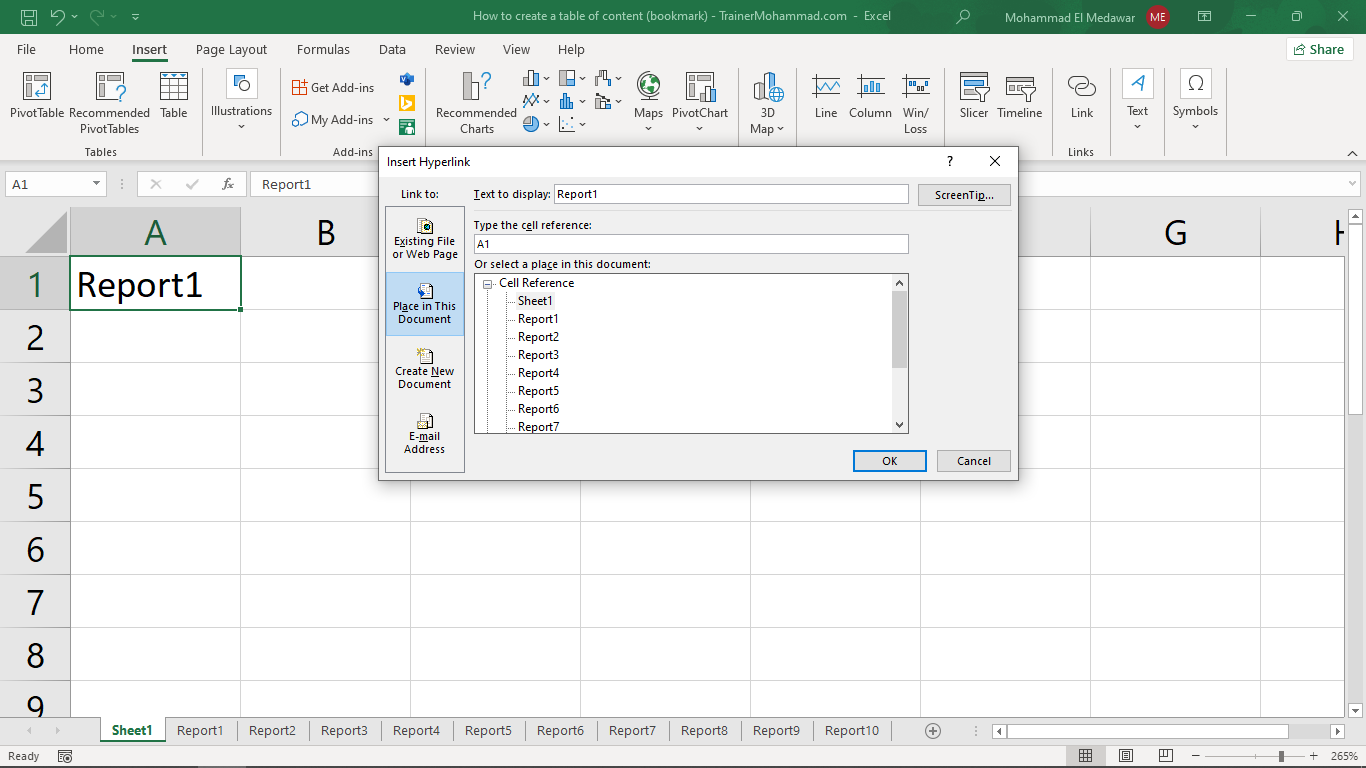 How to create a table of content (bookmark) - TrainerMohammad.com - Excel
Mohammad El Medawar
ME
File
Home
Insert
Page Layout
Formulas
Data
Review
View
Help
Share
PivotTable
Recommended
PivotTables
Table
Tables
Illustrations
Get Add-ins
My Add-ins
Add-ins
Recommended
Charts
Maps
PivotChart
3D
Map
Line
Column
Win/
Loss
Slicer
Timeline
Link
Links
Text
Symbols
A1
fx
Report1
Insert Hyperlink
?
Link to:
Text to display:
Report1
ScreenTip...
Existing File
or Web Page
Place in This
Document
Create New
Document
E-mail
Address
Type the cell reference:
A1
Or select a place in this document:
Cell Reference
Sheet1
Report1
Report2
Report3
Report4
Report5
Report6
Report7
OK
Cancel
A
B
G
H
1
Report1
2
3
4
5
6
7
8
9
Sheet1
Report1
Report2
Report3
Report4
Report5
Report6
Report7
Report8
Report9
Report10
Ready
265%